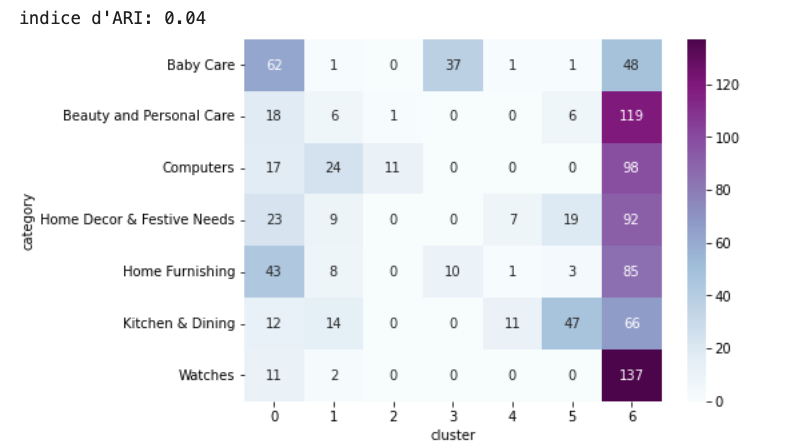 indice d'ARI: 0.04
category
Baby Care 62 1 0 37 1 1 48
Beauty and Personal Care 18 6 1 0 0 6 119
Computers 17 24 11 0 0 0 98
Home Decor & Festive Needs 23 9 0 0 7 19 92
Home Furnishing 43 8 0 10 1 3 85
Kitchen & Dining 12 14 0 0 11 47 66
Watches 11 2 0 0 0 0 137
0 1 2 3 4 5 6
cluster
120
100
80
60
40
20
0